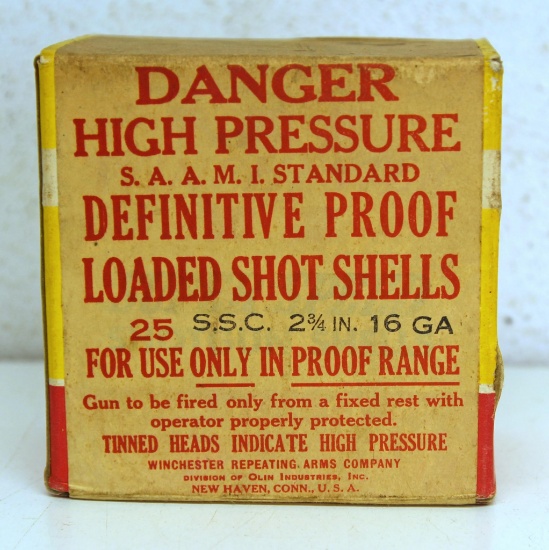 DANGER
HIGH PRESSURE
S. A. A. M. I. STANDARD
DEFINITIVE PROOF
LOADED SHOT SHELLS
25 S.S.C. 2¾ IN. 16 GA
FOR USE ONLY IN PROOF RANGE
Gun to be fired only from a fixed rest with
operator properly protected.
TINNED HEADS INDICATE HIGH PRESSURE
WINCHESTER REPEATING ARMS COMPANY
DIVISION OF OLIN INDUSTRIES, INC.
NEW HAVEN, CONN., U. S. A.